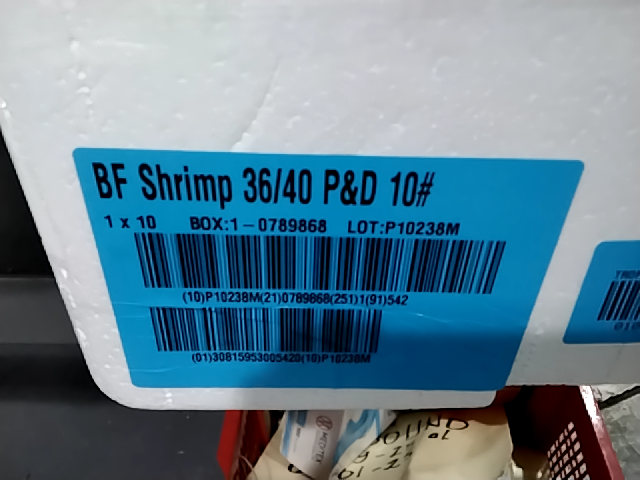 BF Shrimp 36/40 P&D 10#
1 x 10 BOX:1-0789868 LOT:P10238M
(10)P10238M(21)0789868(251)1(91)542
(01)30815953005420(10)P10238M